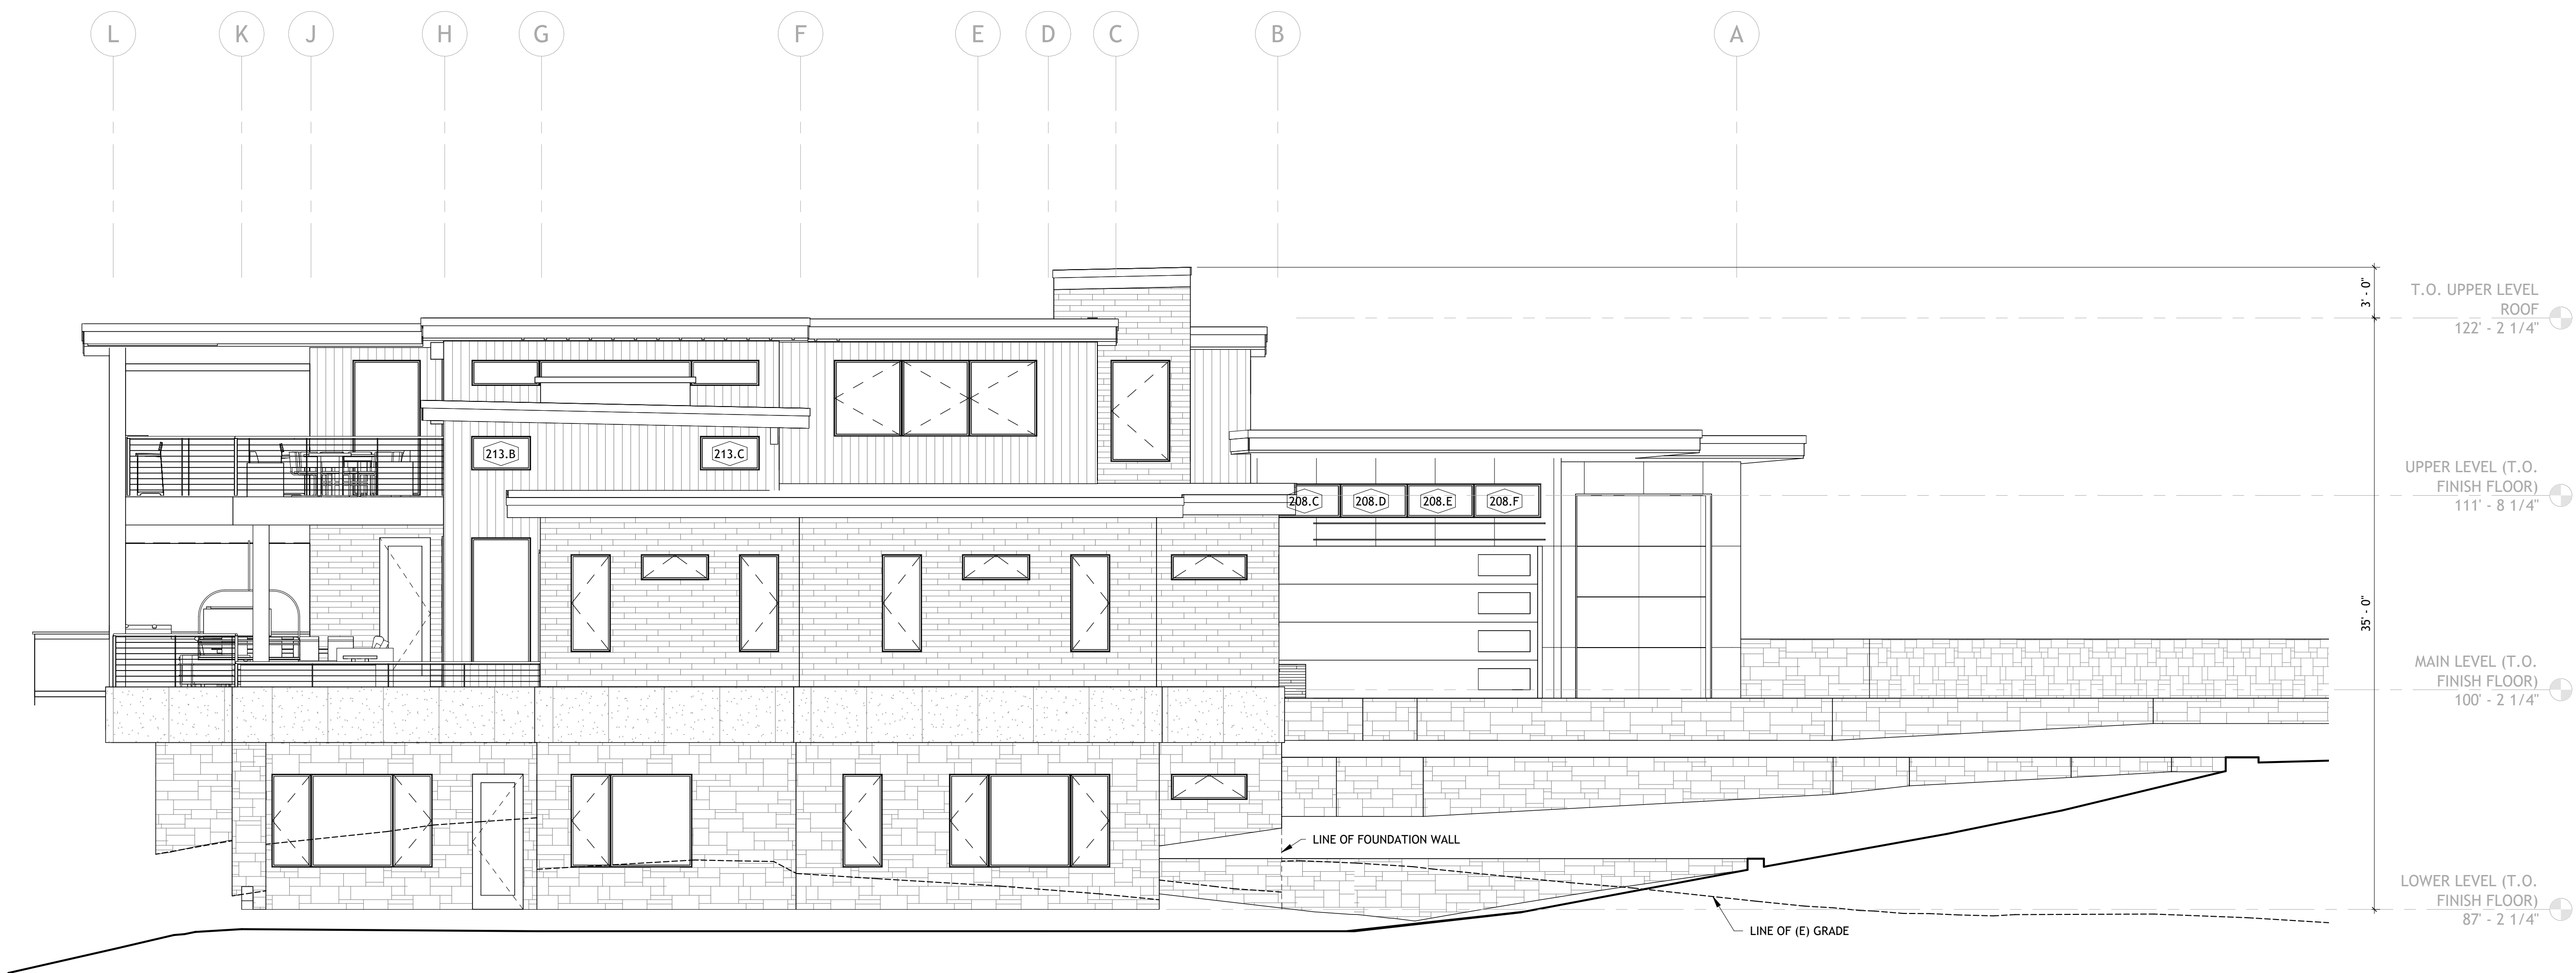 L K J H G F E D C B A
3' - 0"
T.O. UPPER LEVEL
ROOF
122' - 2 1/4"
213.B 213.C
UPPER LEVEL (T.O.
FINISH FLOOR)
111' - 8 1/4"
208.C 208.D 208.E 208.F
35' - 0"
MAIN LEVEL (T.O.
FINISH FLOOR)
100' - 2 1/4"
LINE OF FOUNDATION WALL
LOWER LEVEL (T.O.
FINISH FLOOR)
87' - 2 1/4"
LINE OF (E) GRADE